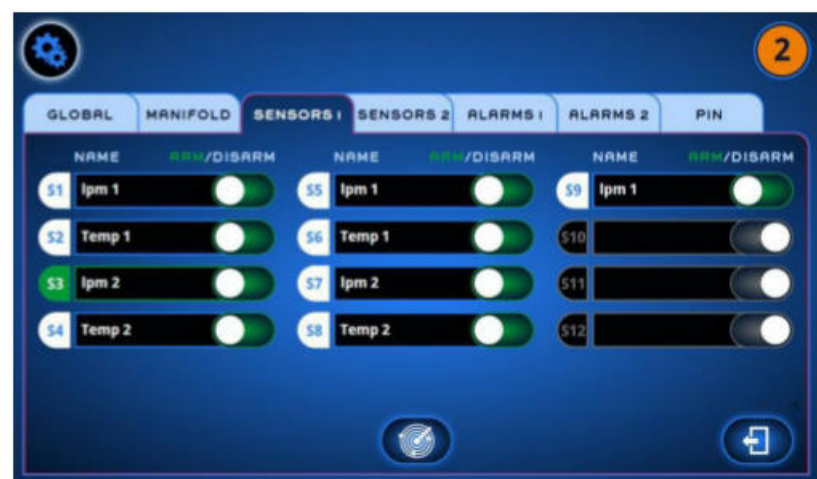 2
GLOBAL MANIFOLD SENSORS 1 SENSORS 2 ALARMS 1 ALARMS 2 PIN
NAME ARM/DISARM NAME ARM/DISARM NAME ARM/DISARM
S1 lpm 1 S5 lpm 1 S9 lpm 1
S2 Temp 1 S6 Temp 1 S10
S3 lpm 2 S7 lpm 2 S11
S4 Temp 2 S8 Temp 2 S12